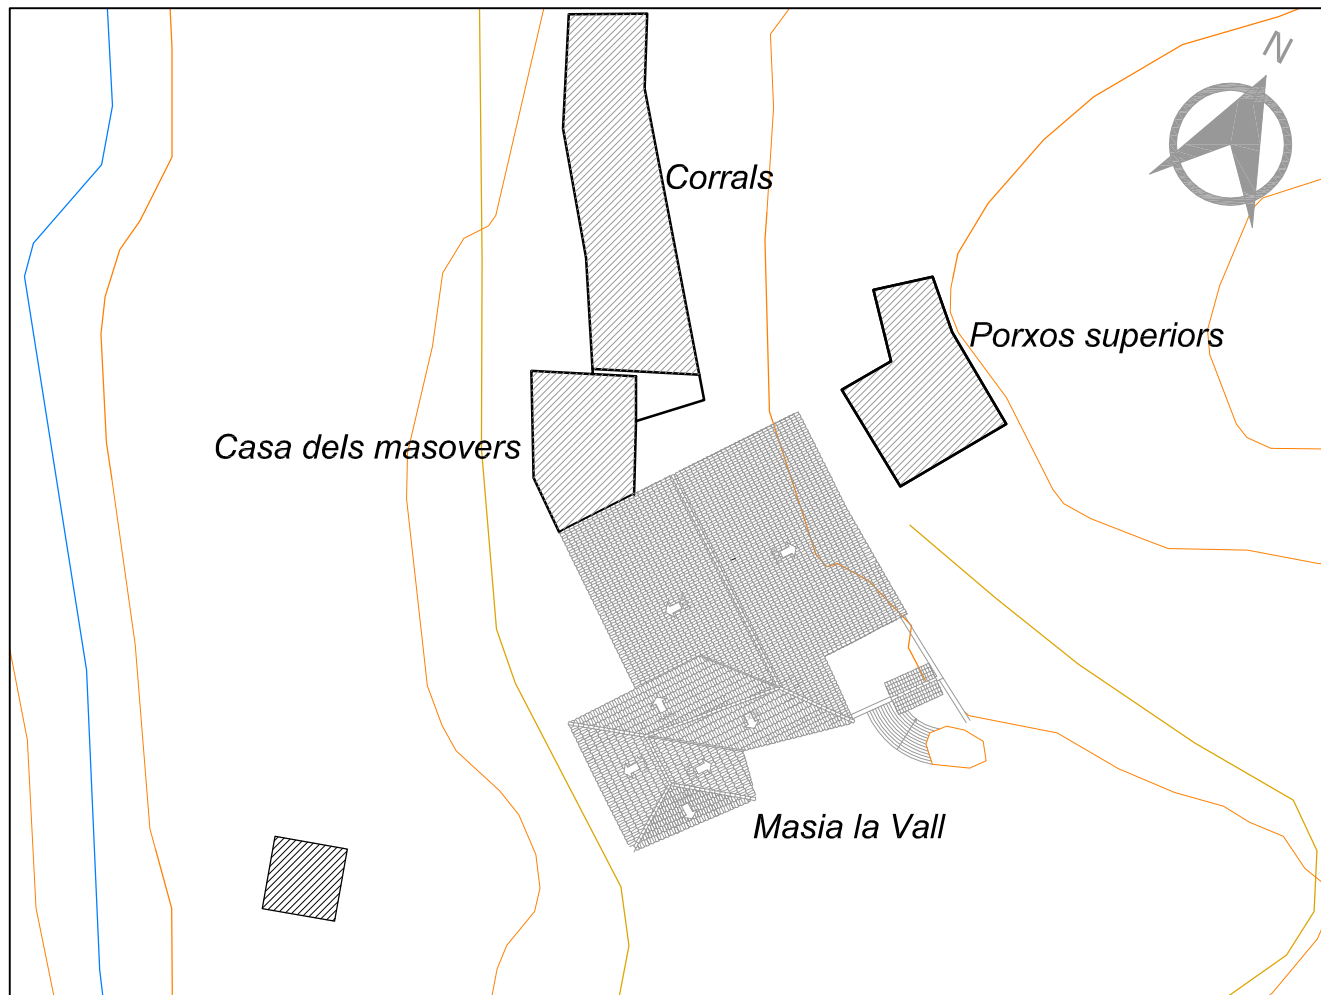 N
Corrals
Porxos superiors
Casa dels masovers
Masia la Vall